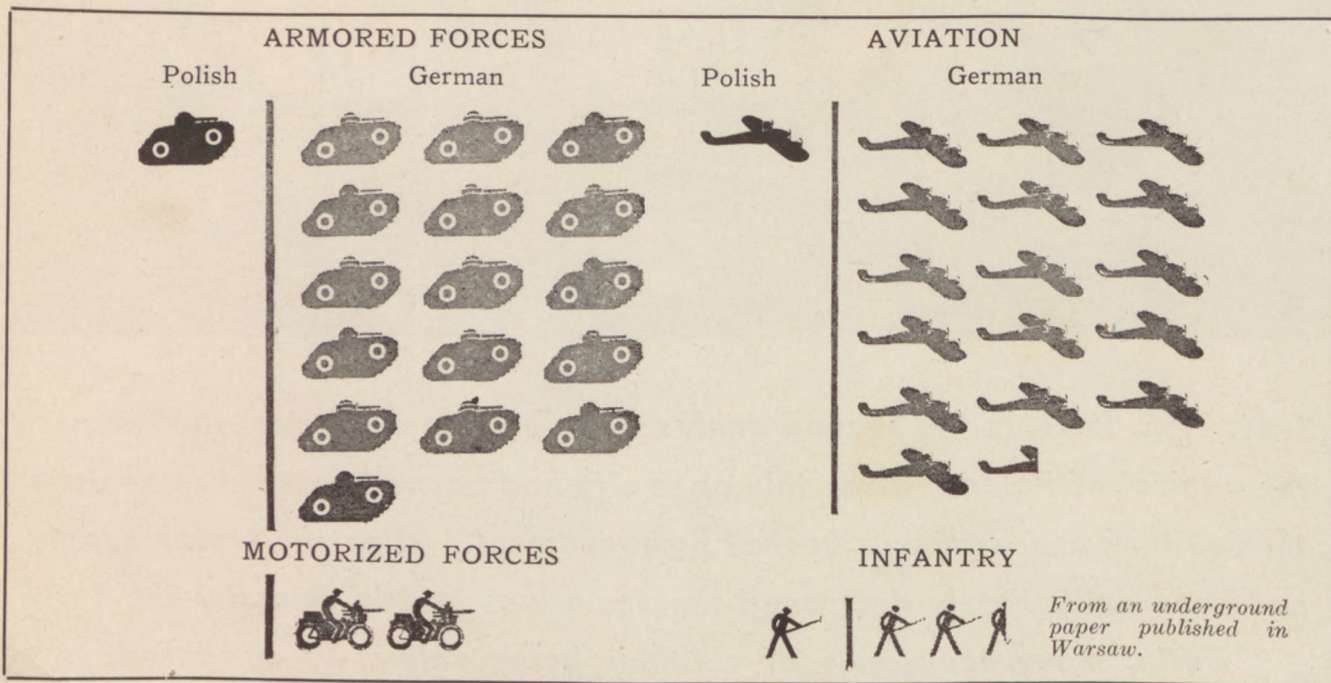 ARMORED FORCES
Polish
German
AVIATION
Polish
German
MOTORIZED FORCES
INFANTRY
From an underground
paper published in
Warsaw.